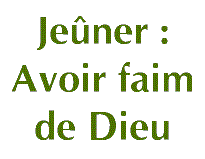 Jeûner :
Avoir faim
de Dieu